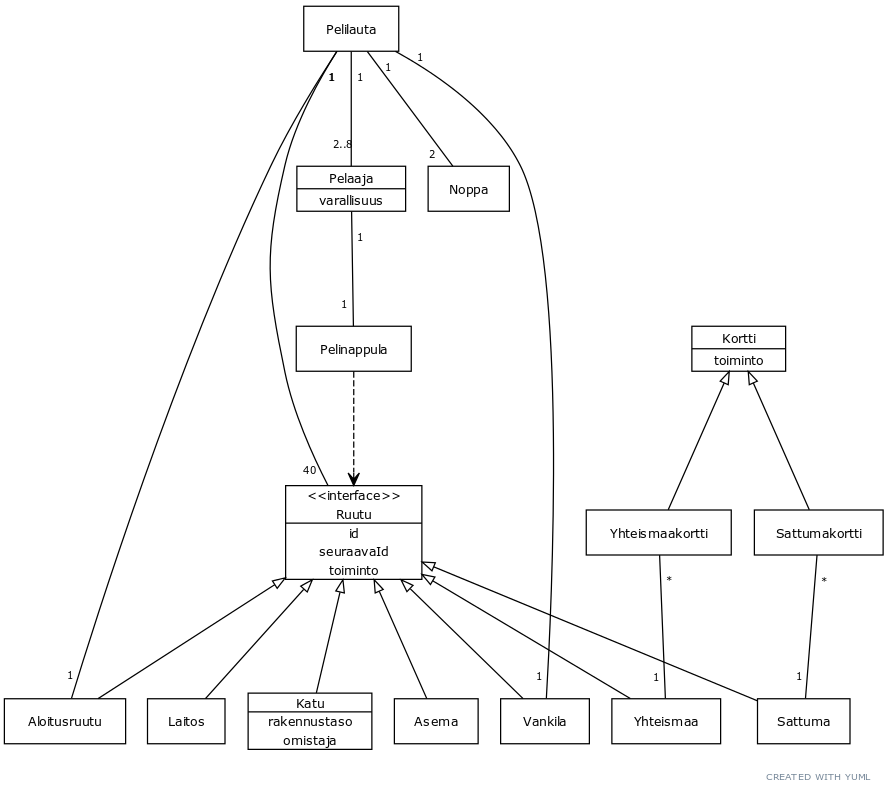 Pelilauta
1
1
1
1
2..8
2
Pelaaja
varallisuus
Noppa
1
1
Pelinappula
Kortti
toiminto
40
<<interface>>
Ruutu
id
seuraavaId
toiminto
Yhteismaakortti
Sattumakortti
*
*
1
1
1
1
Aloitusruutu
Laitos
Katu
rakennustaso
omistaja
Asema
Vankila
Yhteismaa
Sattuma
CREATED WITH YUML